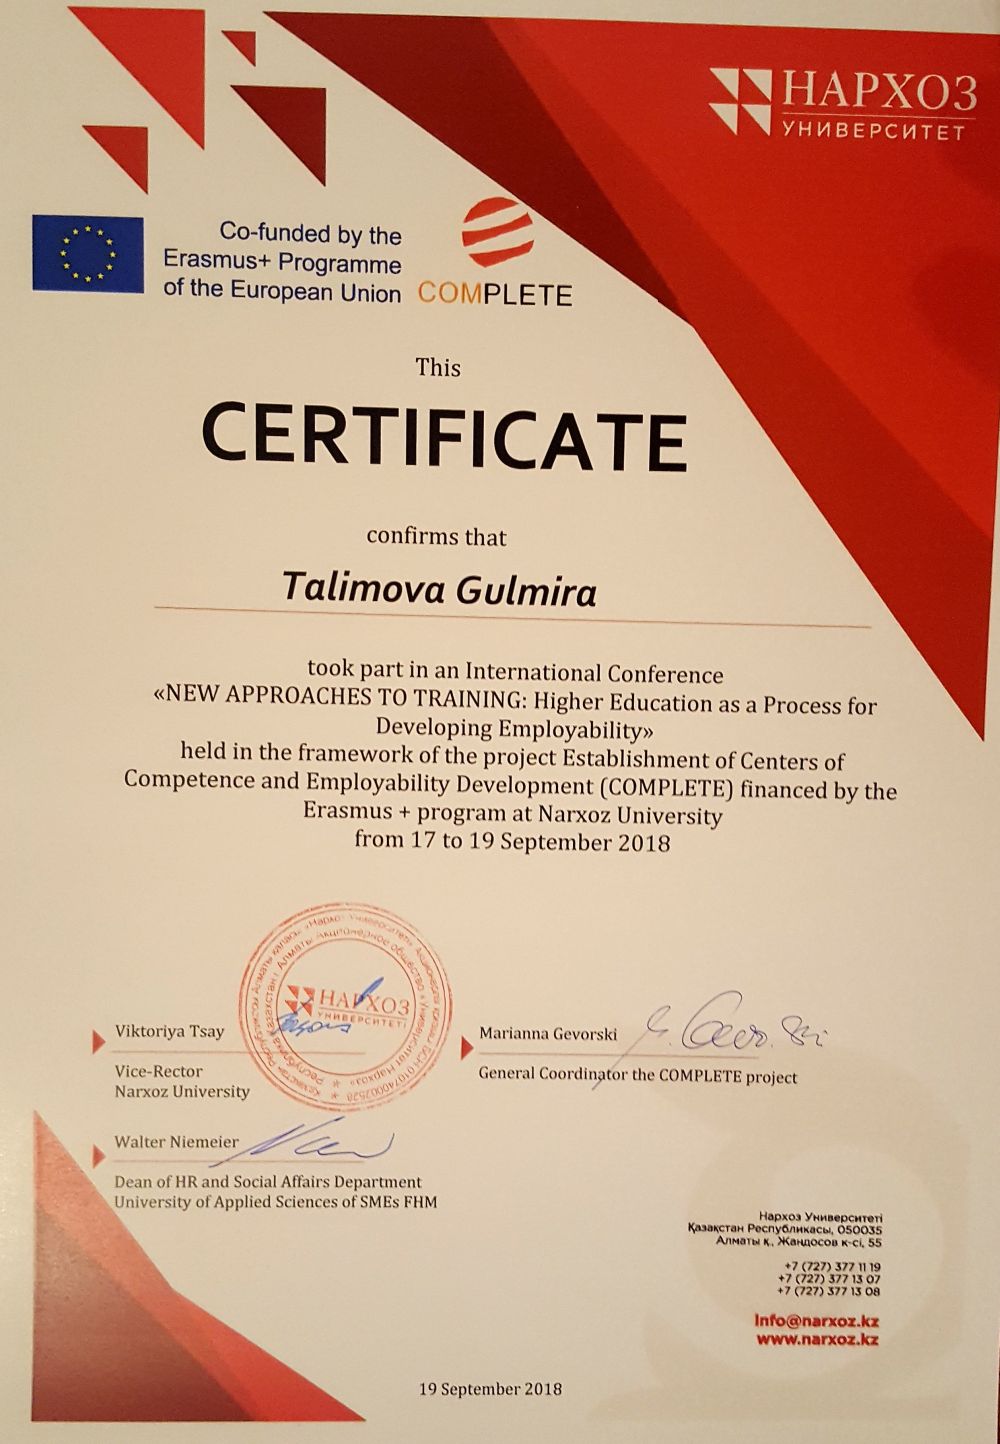 НАРХОЗ
УНИВЕРСИТЕТ
Co-funded by the
Erasmus+ Programme
of the European Union
COMPLETE
This
CERTIFICATE
confirms that
Talimova Gulmira
took part in an International Conference
«NEW APPROACHES TO TRAINING: Higher Education as a Process for
Developing Employability»
held in the framework of the project Establishment of Centers of
Competence and Employability Development (COMPLETE) financed by the
Erasmus + program at Narxoz University
from 17 to 19 September 2018
НАРХОЗ
УНИВЕРСИТЕТІ
Viktoriya Tsay
Vice-Rector
Narxoz University
Marianna Gevorski
General Coordinator the COMPLETE project
Walter Niemeier
Dean of HR and Social Affairs Department
University of Applied Sciences of SMEs FHM
Нархоз Университеті
Қазақстан Республикасы, 050035
Алматы қ., Жандосов к-сі, 55
+7 (727) 377 11 19
+7 (727) 377 13 07
+7 (727) 377 13 08
Info@narxoz.kz
www.narxoz.kz
19 September 2018